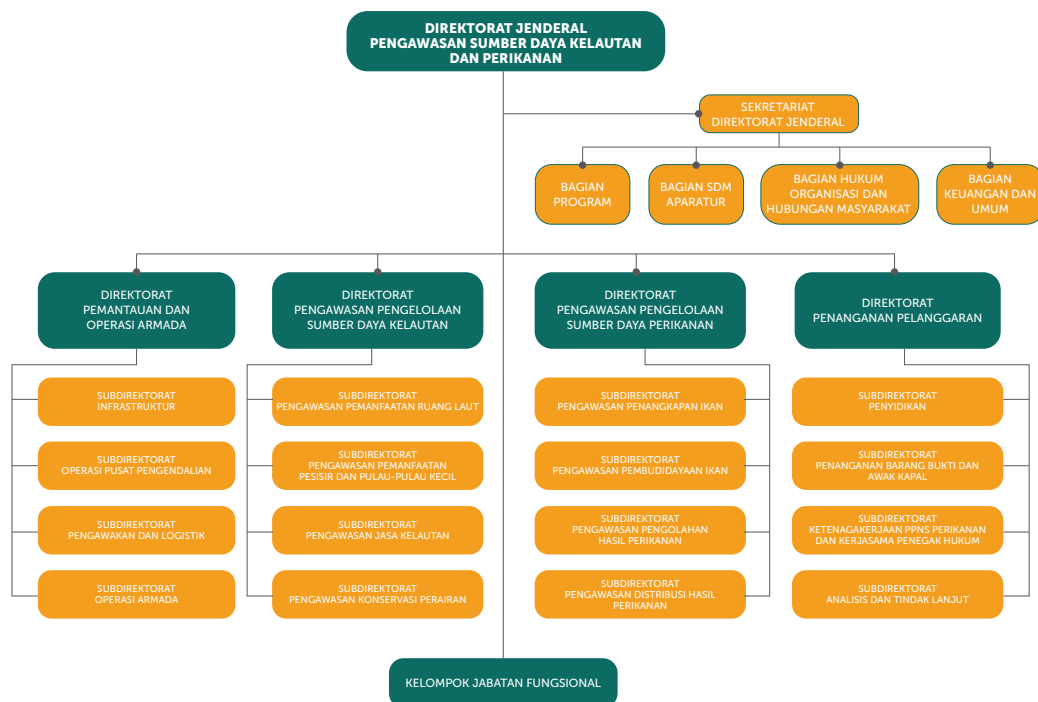 DIREKTORAT JENDERAL
PENGAWASAN SUMBER DAYA KELAUTAN
DAN PERIKANAN
SEKRETARIAT
DIREKTORAT JENDERAL
BAGIAN
PROGRAM
BAGIAN SDM
APARATUR
BAGIAN HUKUM
ORGANISASI DAN
HUBUNGAN MASYARAKAT
BAGIAN
KEUANGAN DAN
UMUM
DIREKTORAT
PEMANTAUAN DAN
OPERASI ARMADA
DIREKTORAT
PENGAWASAN PENGELOLAAN
SUMBER DAYA KELAUTAN
DIREKTORAT
PENGAWASAN PENGELOLAAN
SUMBER DAYA PERIKANAN
DIREKTORAT
PENANGANAN PELANGGARAN
SUBDIREKTORAT
INFRASTRUKTUR
SUBDIREKTORAT
PENGAWASAN PEMANFAATAN RUANG LAUT
SUBDIREKTORAT
PENGAWASAN PENANGKAPAN IKAN
SUBDIREKTORAT
PENYIDIKAN
SUBDIREKTORAT
OPERASI PUSAT PENGENDALIAN
SUBDIREKTORAT
PENGAWASAN PEMANFAATAN
PESISIR DAN PULAU-PULAU KECIL
SUBDIREKTORAT
PENGAWASAN PEMBUDIDAYAAN IKAN
SUBDIREKTORAT
PENANGANAN BARANG BUKTI DAN
AWAK KAPAL
SUBDIREKTORAT
PENGAWAKAN DAN LOGISTIK
SUBDIREKTORAT
PENGAWASAN JASA KELAUTAN
SUBDIREKTORAT
PENGAWASAN PENGOLAHAN
HASIL PERIKANAN
SUBDIREKTORAT
KETENAGAKERJAAN PPNS PERIKANAN
DAN KERJASAMA PENEGAK HUKUM
SUBDIREKTORAT
OPERASI ARMADA
SUBDIREKTORAT
PENGAWASAN KONSERVASI PERAIRAN
SUBDIREKTORAT
PENGAWASAN DISTRIBUSI HASIL
PERIKANAN
SUBDIREKTORAT
ANALISIS DAN TINDAK LANJUT
KELOMPOK JABATAN FUNGSIONAL